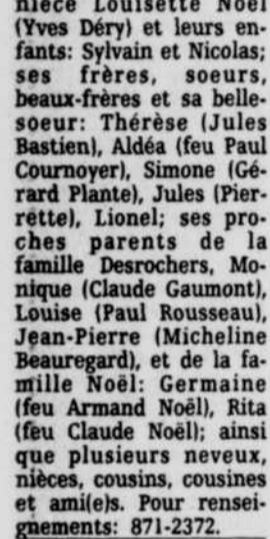 nièce Louisette Noël
(Yves Déry) et leurs en-
fants: Sylvain et Nicolas;
ses frères, soeurs,
beaux-frères et sa belle-
soeur: Thérèse (Jules
Bastien), Aldéa (feu Paul
Cournoyer), Simone (Gé-
rard Plante), Jules (Pier-
rette), Lionel; ses pro-
ches parents de la
famille Desrochers, Mo-
nique (Claude Gaumont),
Louise (Paul Rousseau),
Jean-Pierre (Micheline
Beauregard), et de la fa-
mille Noël: Germaine
(feu Armand Noël), Rita
(feu Claude Noël); ainsi
que plusieurs neveux,
nièces, cousins, cousines
et ami(e)s. Pour rensei-
gnements: 871-2372.